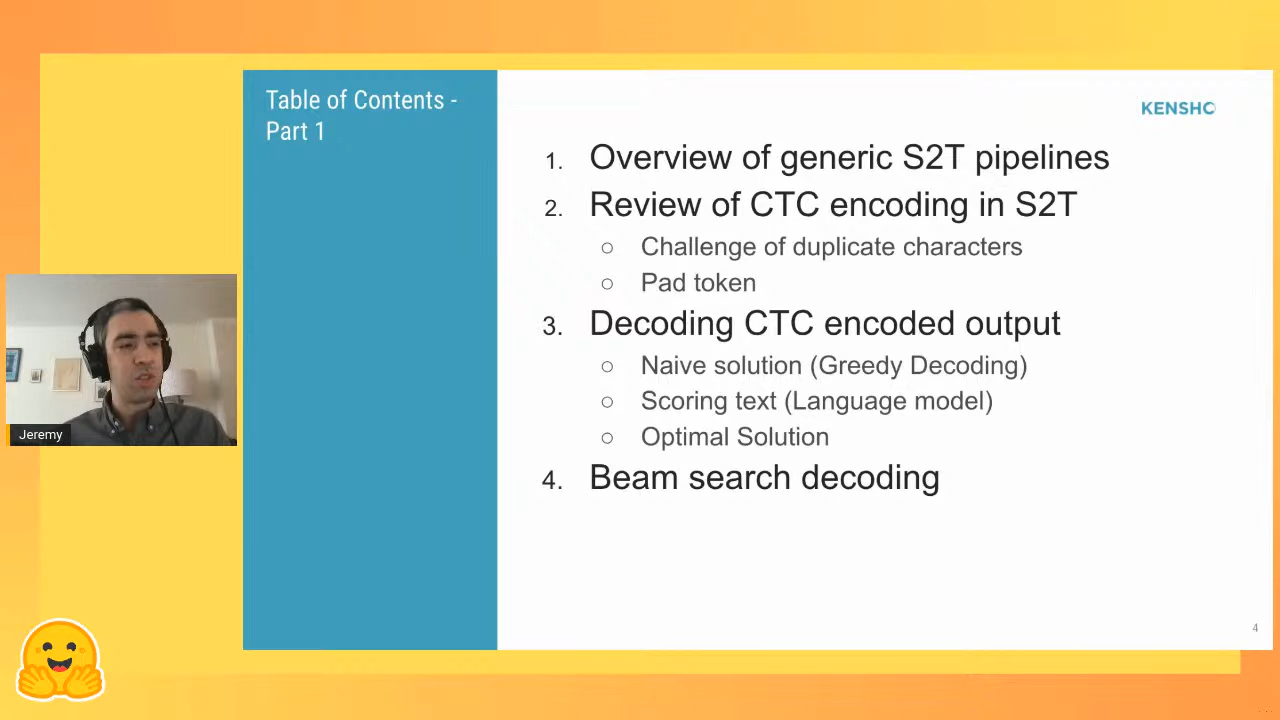 Table of Contents -
Part 1
KENSHO
1. Overview of generic S2T pipelines
2. Review of CTC encoding in S2T
○ Challenge of duplicate characters
○ Pad token
3. Decoding CTC encoded output
○ Naive solution (Greedy Decoding)
○ Scoring text (Language model)
○ Optimal Solution
4. Beam search decoding
Jeremy
4